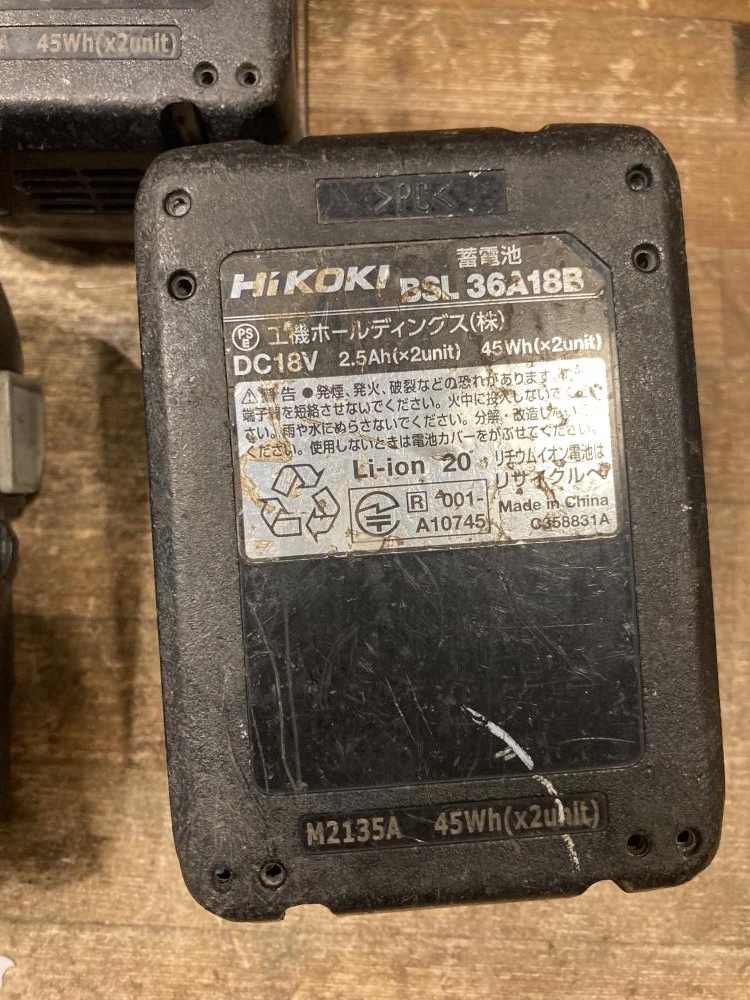 45Wh(x2unit)
>PC<
蓄電池
HiKOKI BSL 36A18B
PSE 工機ホールディングス(株)
DC18V 2.5Ah(×2unit) 45Wh(×2unit)
警告 ●発煙、発火、破裂などの恐れがあります。
端子間を短絡させないでください。火中に投入しないでくだ
さい。雨や水にぬらさないでください。分解、改造しない
ください。使用しないときは電池カバーをかぶせてください。
Li-ion 20 リチウムイオン電池は
リサイクルへ
R 001-
A10745
Made in China
C358831A
M2135A 45Wh(x2unit)